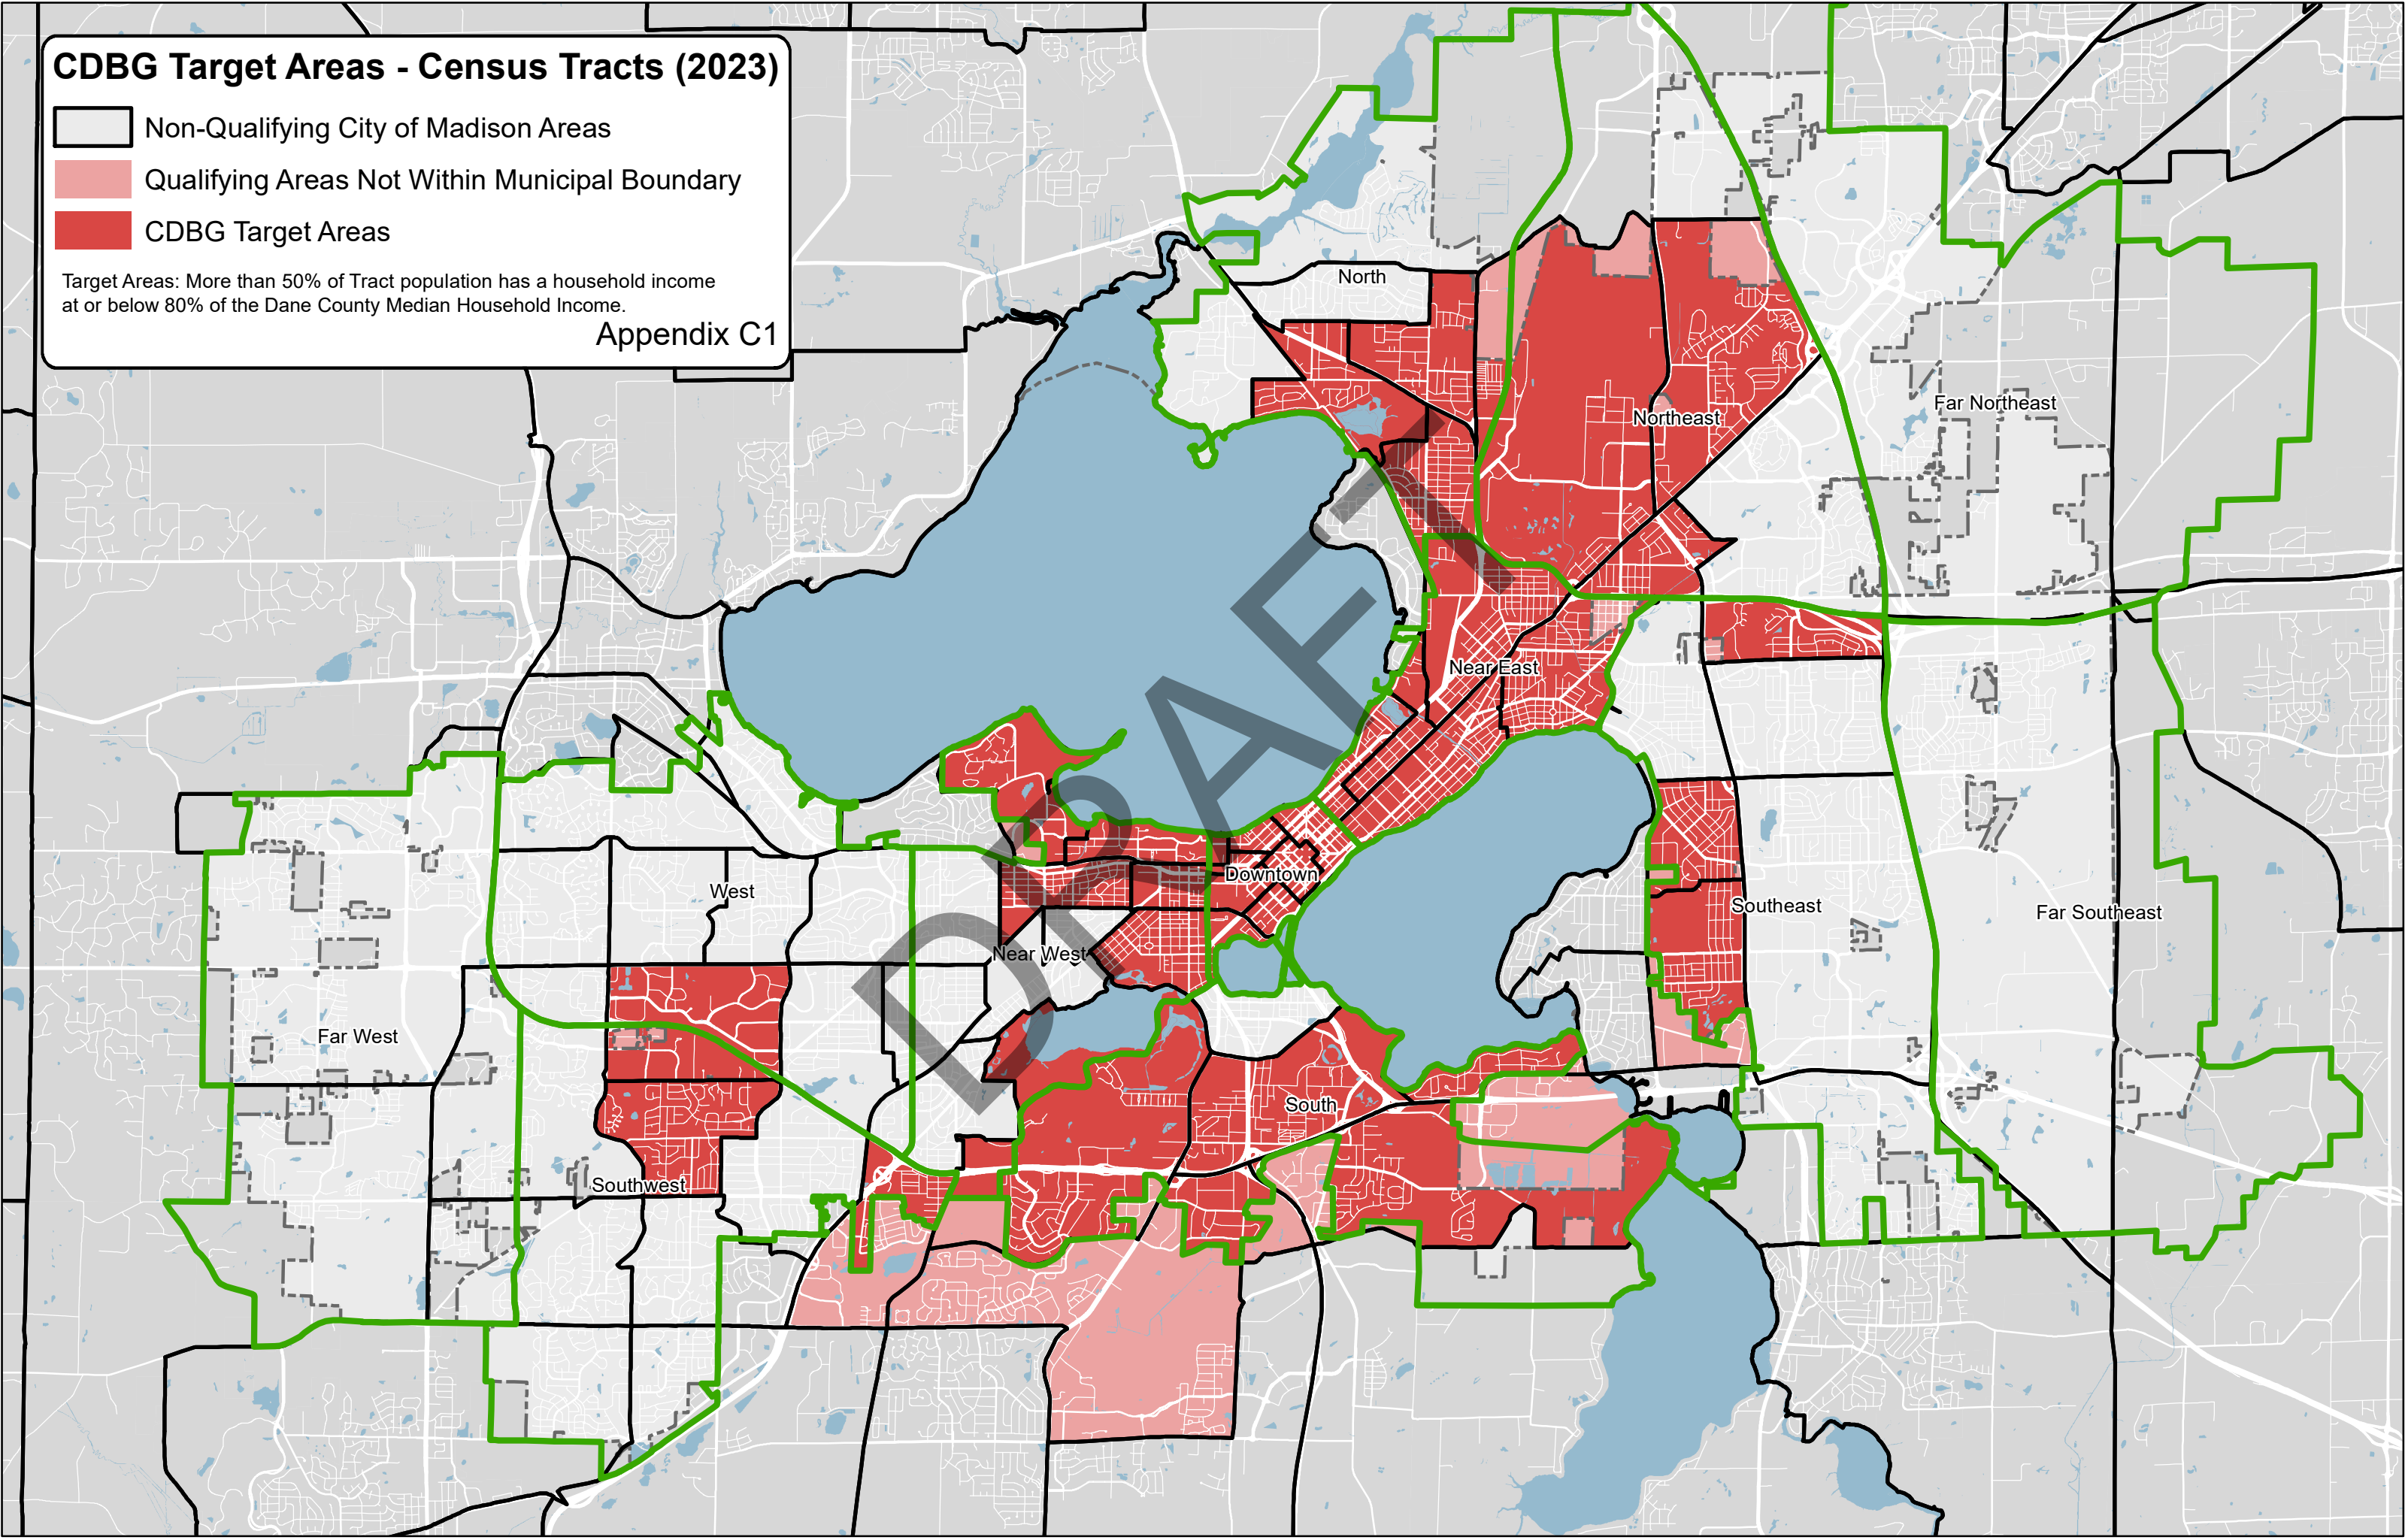 CDBG Target Areas - Census Tracts (2023)
Non-Qualifying City of Madison Areas
Qualifying Areas Not Within Municipal Boundary
CDBG Target Areas
Target Areas: More than 50% of Tract population has a household income
at or below 80% of the Dane County Median Household Income.
Appendix C1
North
Far Northeast
Northeast
Near East
Downtown
West
Southeast
Far Southeast
Near West
Far West
South
Southwest
DRAFT